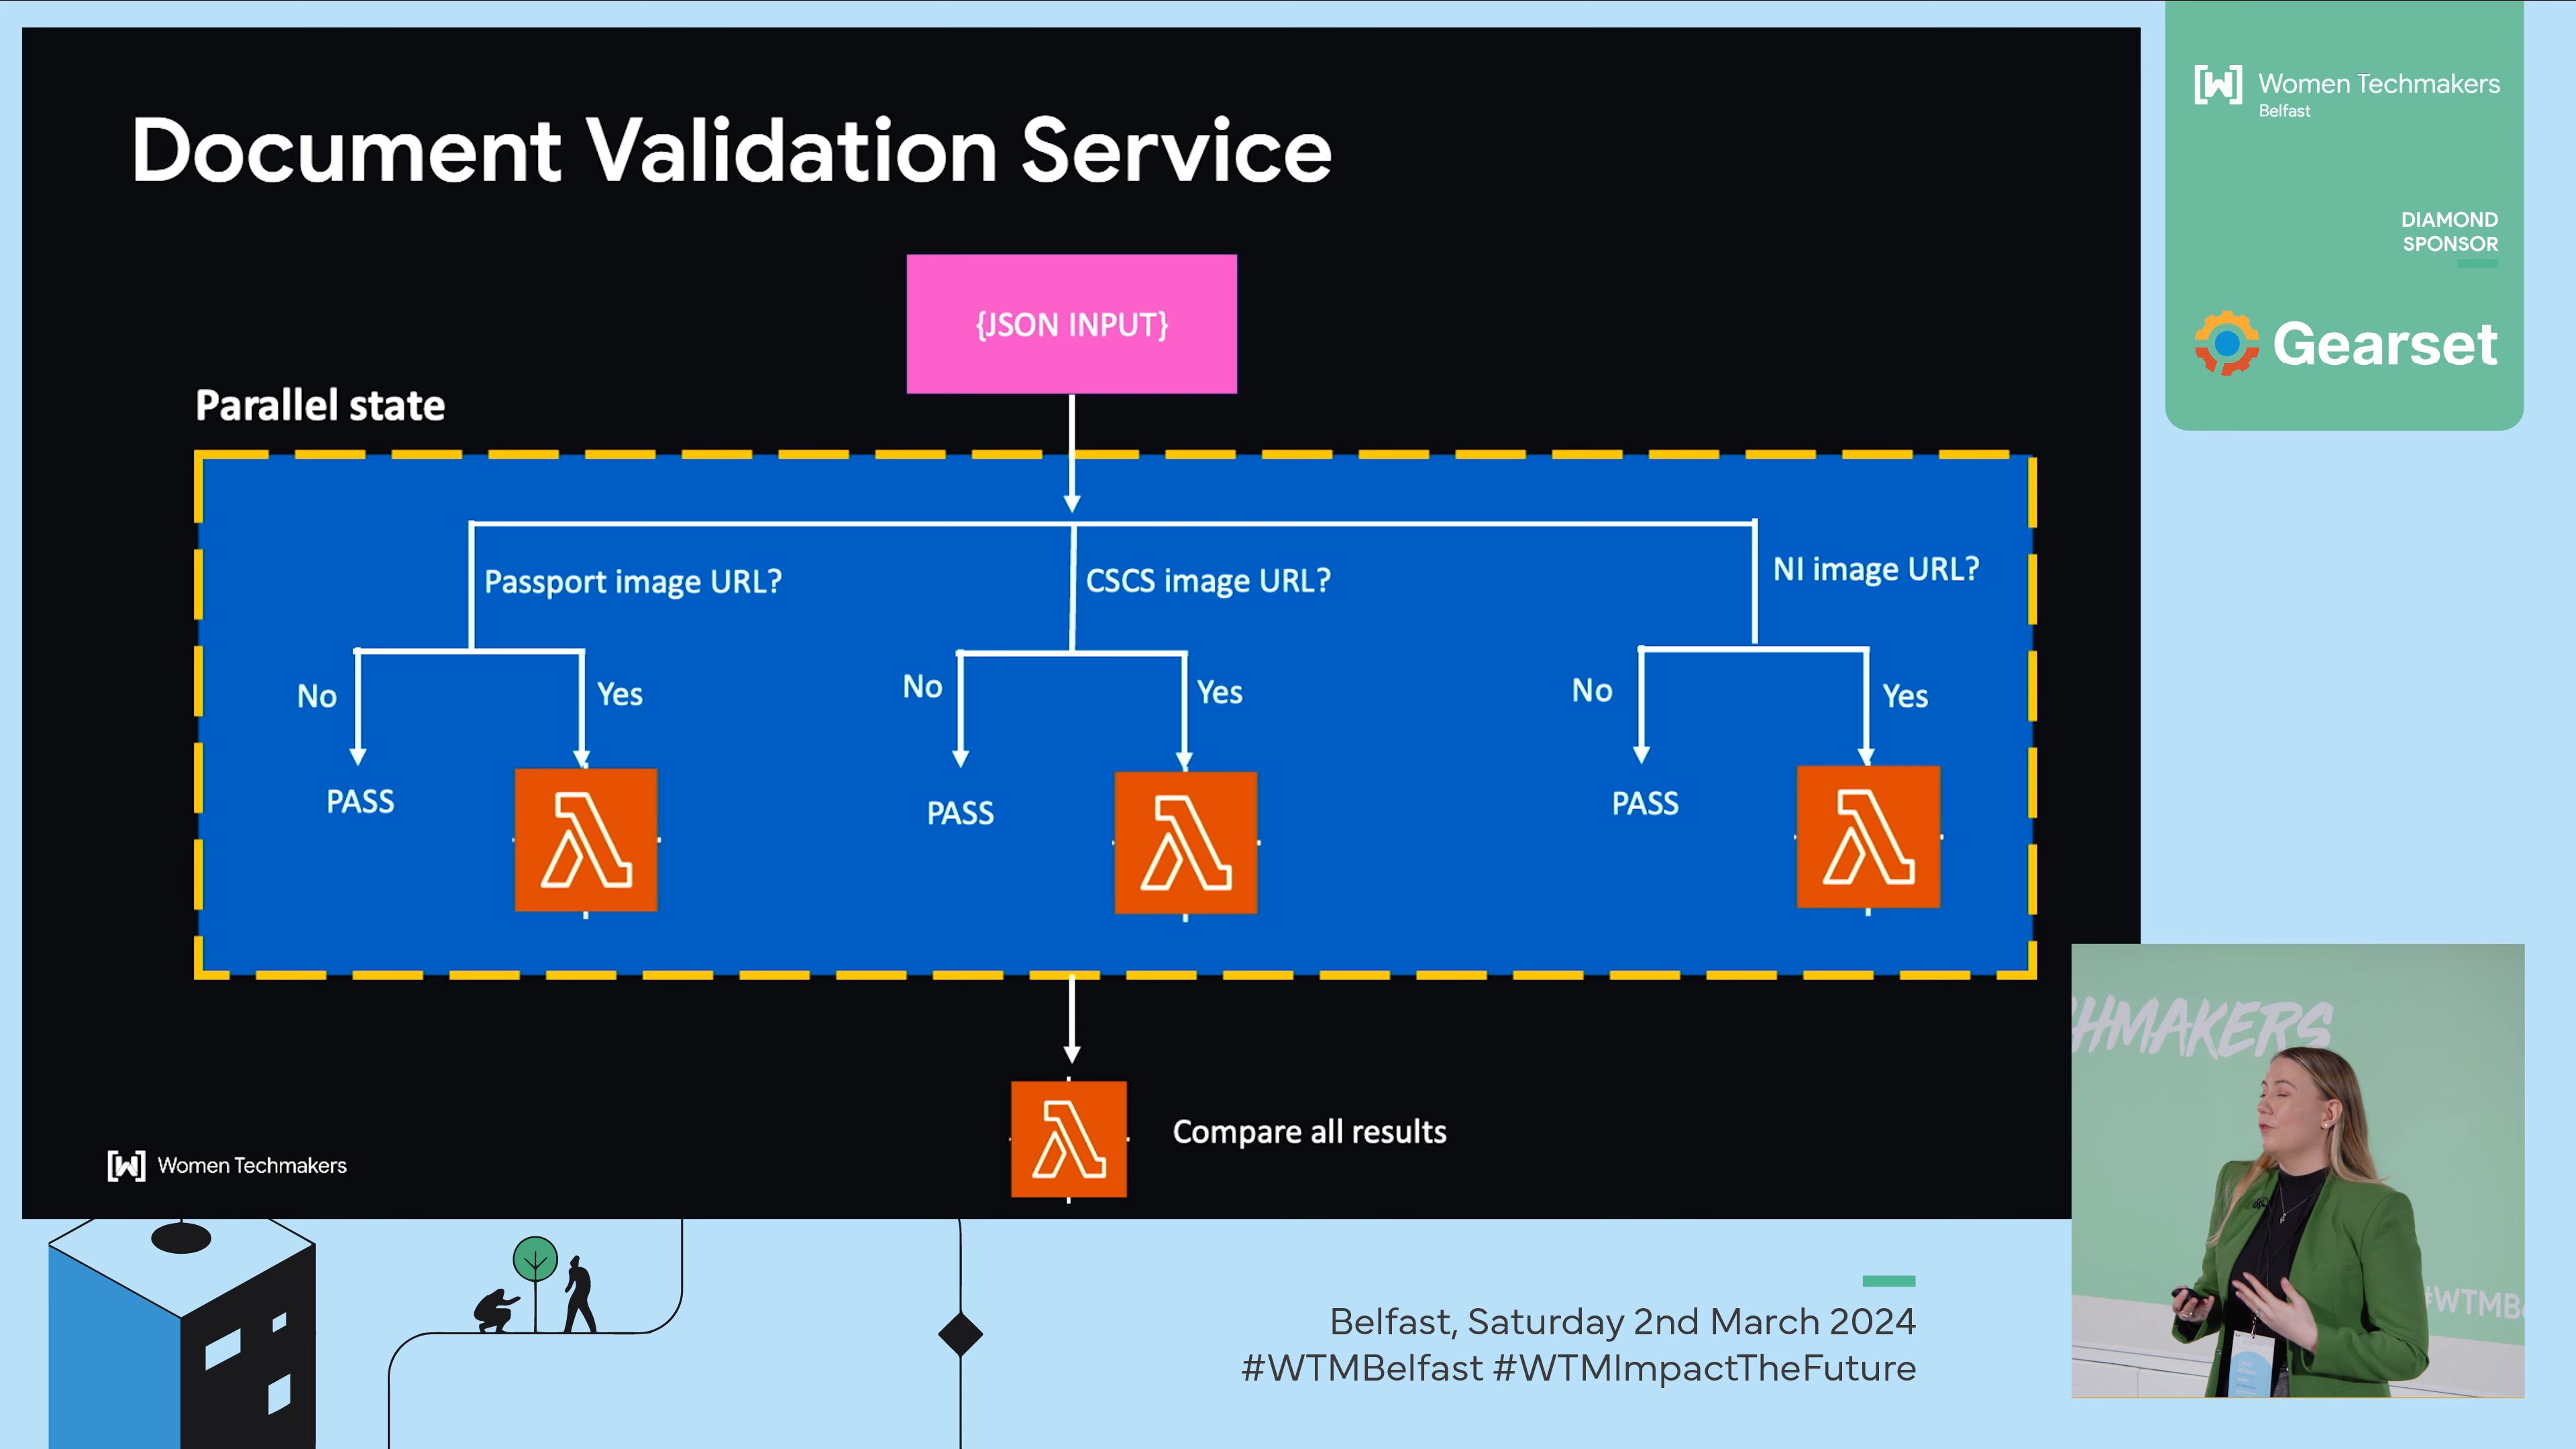 Document Validation Service
{JSON INPUT}
Parallel state
Passport image URL?
CSCS image URL?
NI image URL?
No
Yes
No
Yes
No
Yes
PASS
PASS
PASS
Compare all results
Women Techmakers
Women Techmakers
Belfast
DIAMOND
SPONSOR
Gearset
HMAKERS
#WTMB
Belfast, Saturday 2nd March 2024
#WTMBelfast #WTMImpactTheFuture